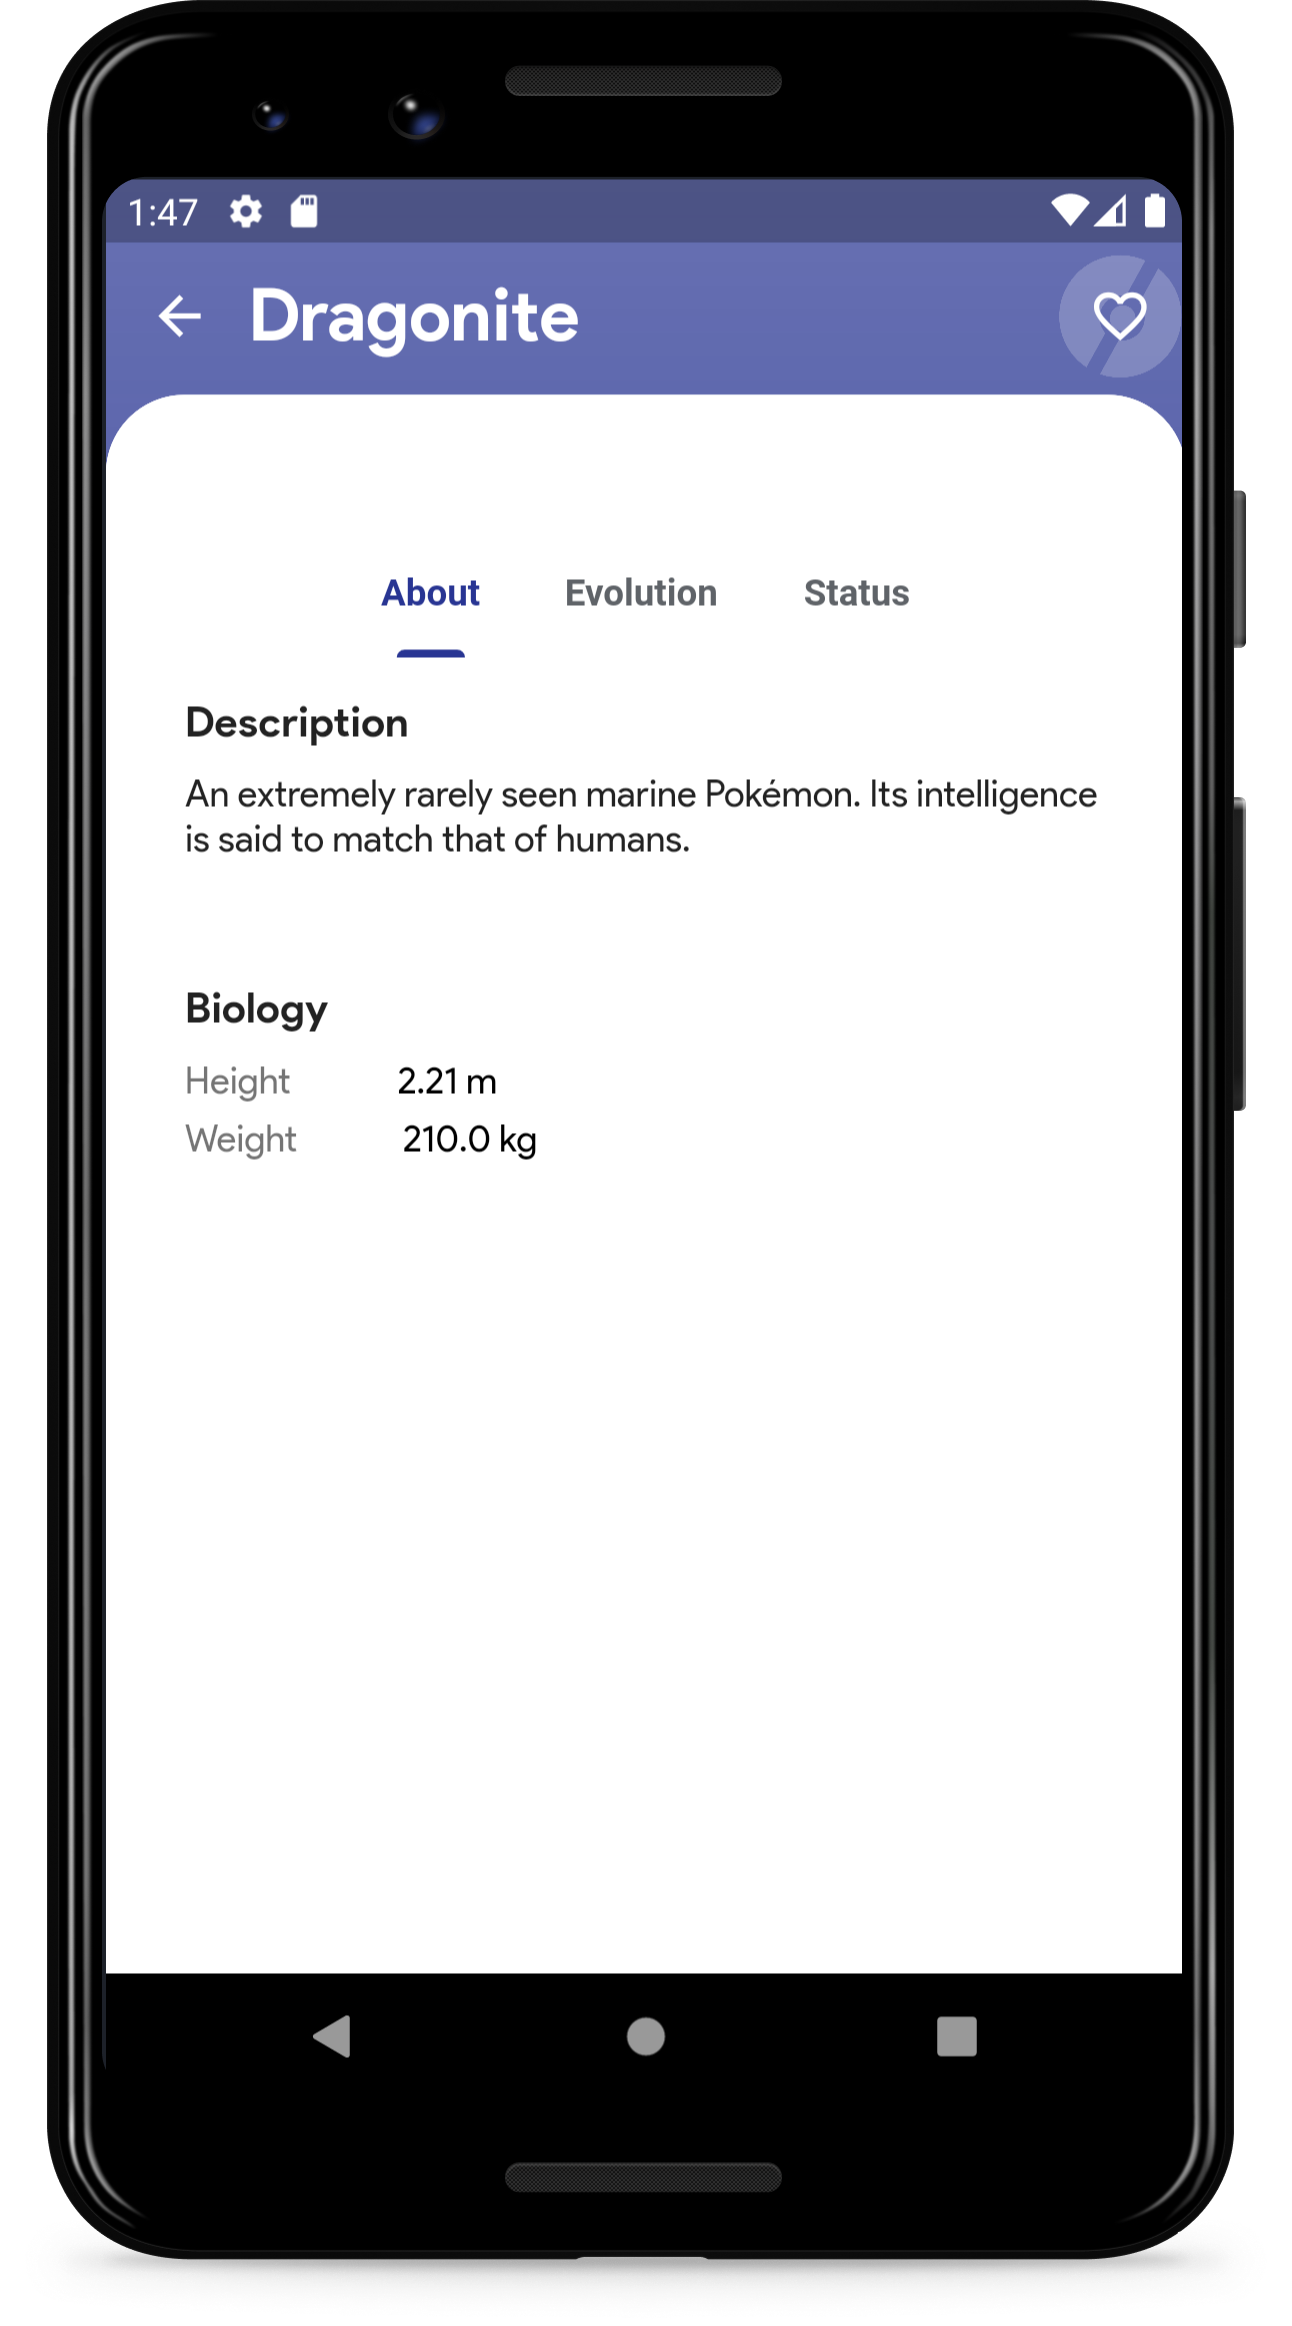 1:47
Dragonite
About Evolution Status
Description
An extremely rarely seen marine Pokémon. Its intelligence
is said to match that of humans.
Biology
Height 2.21 m
Weight 210.0 kg